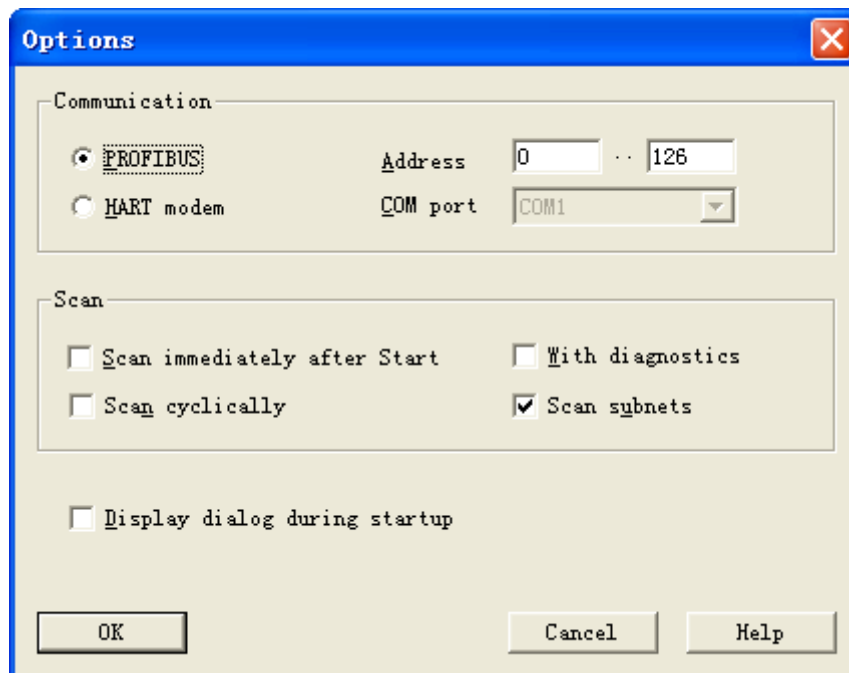 Options
Communication
PROFIBUS
Address 0 .. 126
HART modem
COM port COM1
Scan
Scan immediately after Start
With diagnostics
Scan cyclically
Scan subnets
Display dialog during startup
OK
Cancel
Help